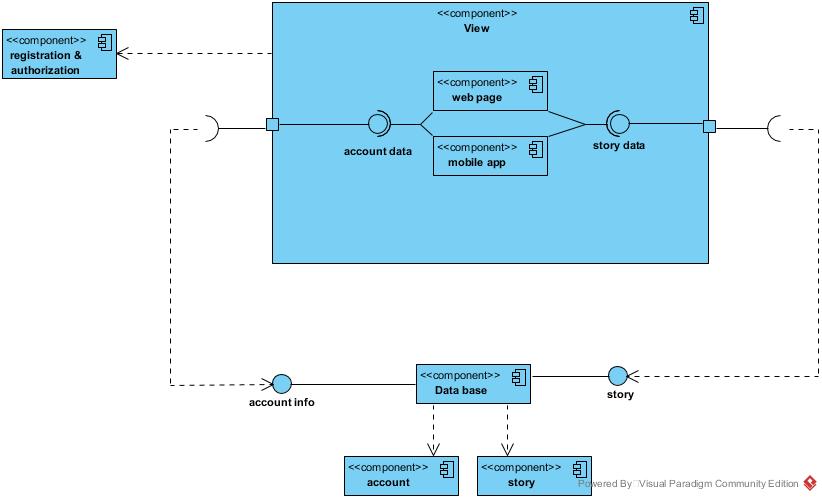 <<component>>
View
<<component>>
registration &
authorization
<<component>>
web page
account data
story data
<<component>>
mobile app
<<component>>
Data base
account info
story
<<component>>
account
<<component>>
story
Powered By Visual Paradigm Community Edition